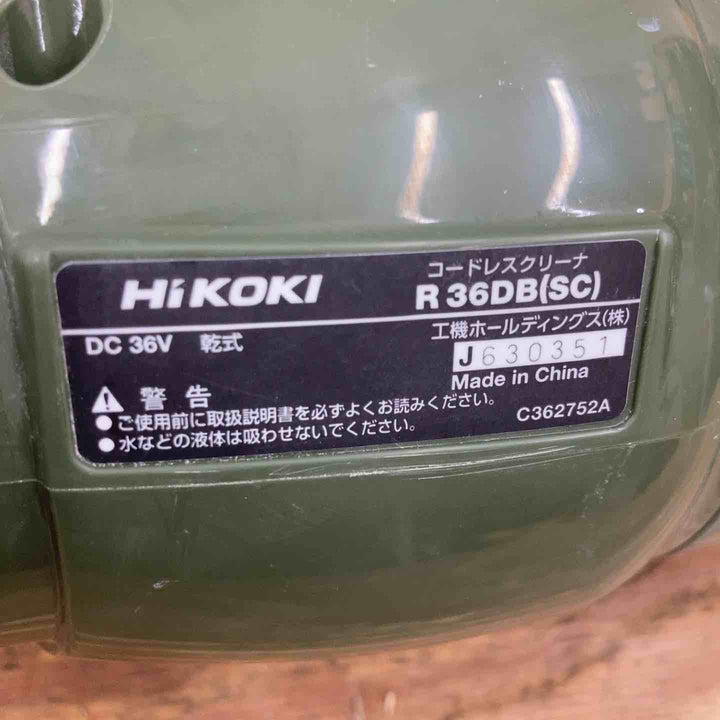 HiKOKI
コードレスクリーナ
R 36DB(SC)
DC 36V 乾式
工機ホールディングス(株)
J630351
Made in China
警告
●ご使用前に取扱説明書を必ずよくお読みください。
●水などの液体は吸わせないでください。
C362752A